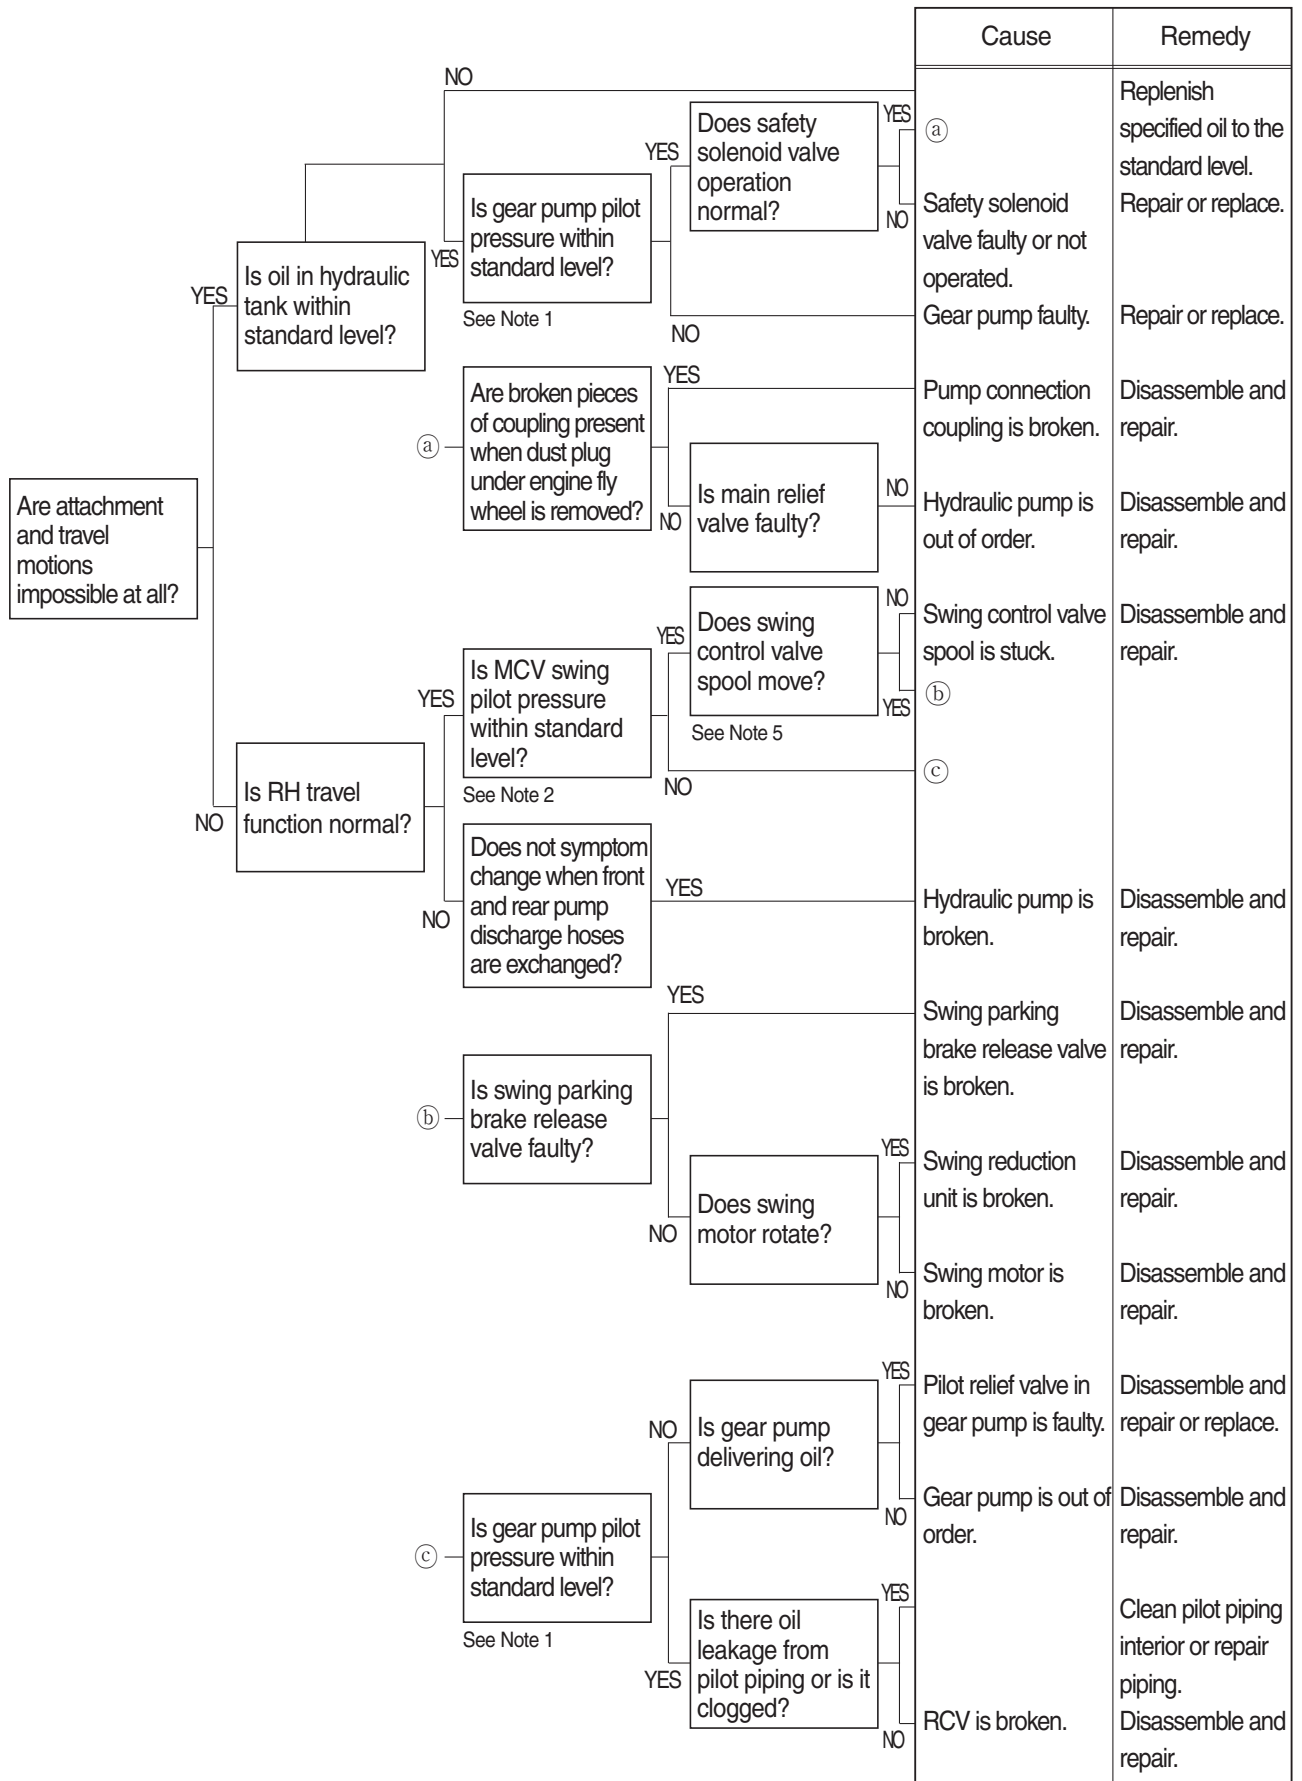 Cause
Remedy
NO
Replenish
specified oil to the
standard level.
Does safety
solenoid valve
operation
normal?
YES
YES
ⓐ
NO
Safety solenoid
valve faulty or not
operated.
Repair or replace.
Is gear pump pilot
pressure within
standard level?
YES
See Note 1
Is oil in hydraulic
tank within
standard level?
YES
NO
Gear pump faulty.
Repair or replace.
YES
Are broken pieces
of coupling present
when dust plug
under engine fly
wheel is removed?
ⓐ
Pump connection
coupling is broken.
Disassemble and
repair.
NO
Is main relief
valve faulty?
NO
Hydraulic pump is
out of order.
Disassemble and
repair.
Are attachment
and travel
motions
impossible at all?
Does swing
control valve
spool move?
YES
See Note 5
NO
Swing control valve
spool is stuck.
Disassemble and
repair.
YES
ⓑ
Is MCV swing
pilot pressure
within standard
level?
YES
See Note 2
NO
ⓒ
Is RH travel
function normal?
NO
Does not symptom
change when front
and rear pump
discharge hoses
are exchanged?
NO
YES
Hydraulic pump is
broken.
Disassemble and
repair.
YES
Swing parking
brake release valve
is broken.
Disassemble and
repair.
ⓑ
Is swing parking
brake release
valve faulty?
NO
Does swing
motor rotate?
YES
Swing reduction
unit is broken.
Disassemble and
repair.
NO
Swing motor is
broken.
Disassemble and
repair.
NO
Is gear pump
delivering oil?
YES
Pilot relief valve in
gear pump is faulty.
Disassemble and
repair or replace.
NO
Gear pump is out of
order.
Disassemble and
repair.
ⓒ
Is gear pump pilot
pressure within
standard level?
See Note 1
YES
Is there oil
leakage from
pilot piping or is it
clogged?
YES
Clean pilot piping
interior or repair
piping.
NO
RCV is broken.
Disassemble and
repair.